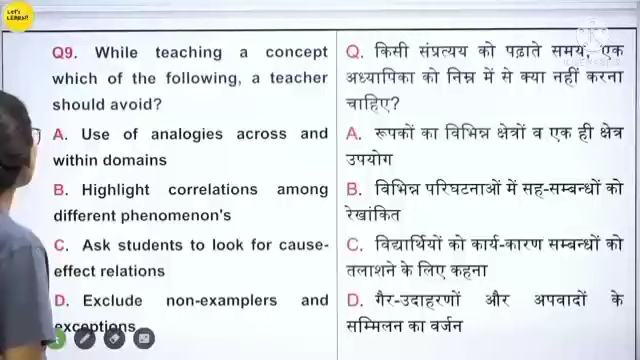 LET'S
LEARN!!
Q9. While teaching a concept
which of the following, a teacher
should avoid?
A. Use of analogies across and
within domains
B. Highlight correlations among
different phenomenon's
C. Ask students to look for cause-
effect relations
D. Exclude non-examplers and
exceptions
Q. किसी संप्रत्यय को पढ़ाते समय, एक
अध्यापिका को निम्न में से क्या नहीं करना
चाहिए?
A. रूपकों का विभिन्न क्षेत्रों व एक ही क्षेत्र
उपयोग
B. विभिन्न परिघटनाओं में सह-सम्बन्धों को
रेखांकित
C. विद्यार्थियों को कार्य-कारण सम्बन्धों को
तलाशने के लिए कहना
D. गैर-उदाहरणों और अपवादों के
सम्मिलन का वर्जन